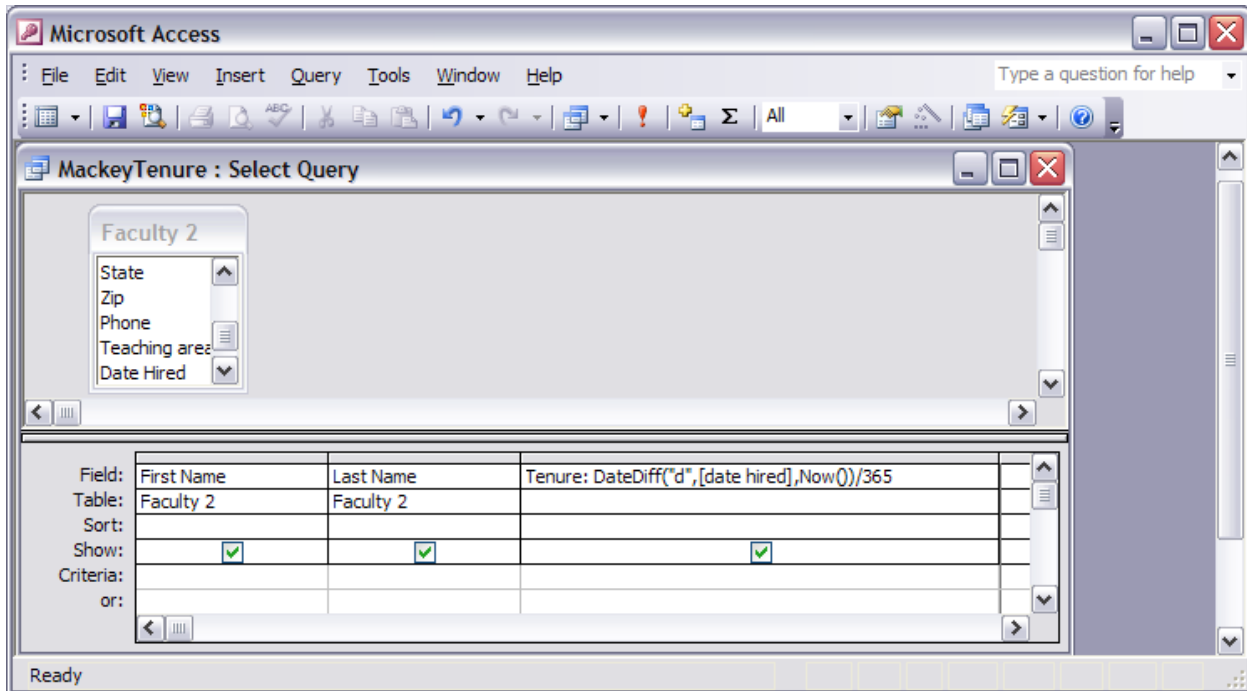 Microsoft Access
File Edit View Insert Query Tools Window Help Type a question for help
ABC Σ All
MackeyTenure : Select Query
Faculty 2
State
Zip
Phone
Teaching area
Date Hired
Field: First Name Last Name Tenure: DateDiff("d",[date hired],Now())/365
Table: Faculty 2 Faculty 2
Sort:
Show:
Criteria:
or:
Ready